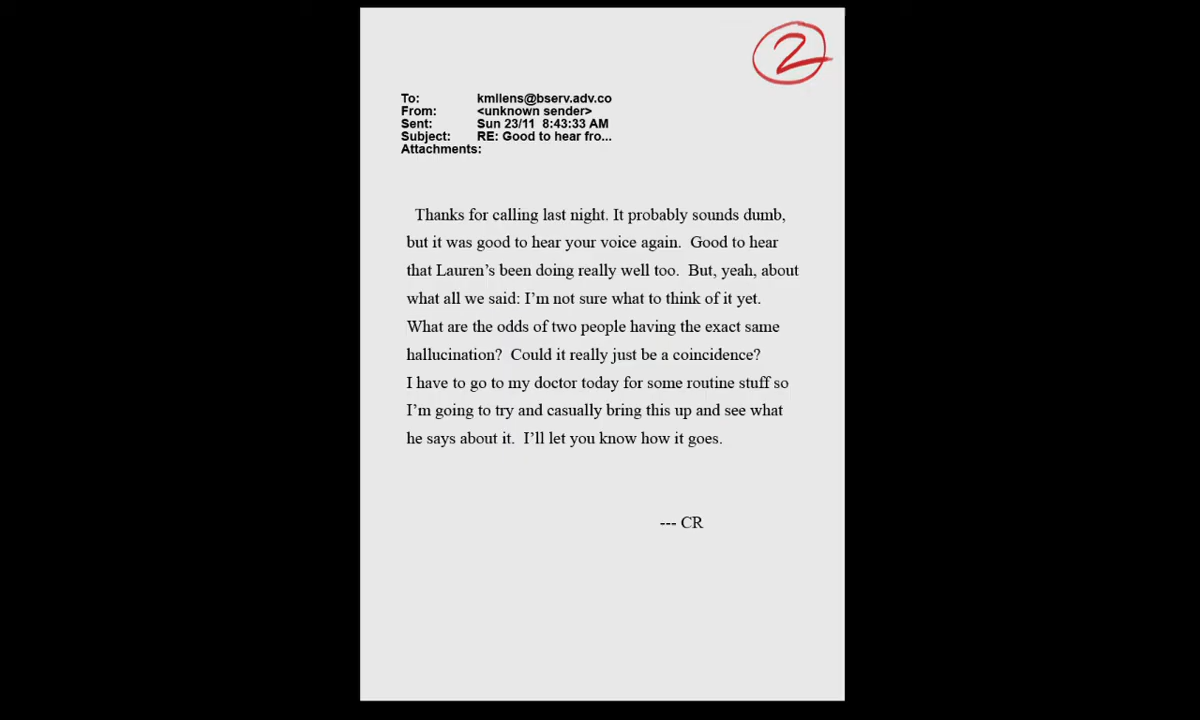 2
To: kmllens@bserv.adv.co
From: <unknown sender>
Sent: Sun 23/11 8:43:33 AM
Subject: RE: Good to hear fro...
Attachments:
Thanks for calling last night. It probably sounds dumb,
but it was good to hear your voice again. Good to hear
that Lauren’s been doing really well too. But, yeah, about
what all we said: I’m not sure what to think of it yet.
What are the odds of two people having the exact same
hallucination? Could it really just be a coincidence?
I have to go to my doctor today for some routine stuff so
I’m going to try and casually bring this up and see what
he says about it. I’ll let you know how it goes.
--- CR